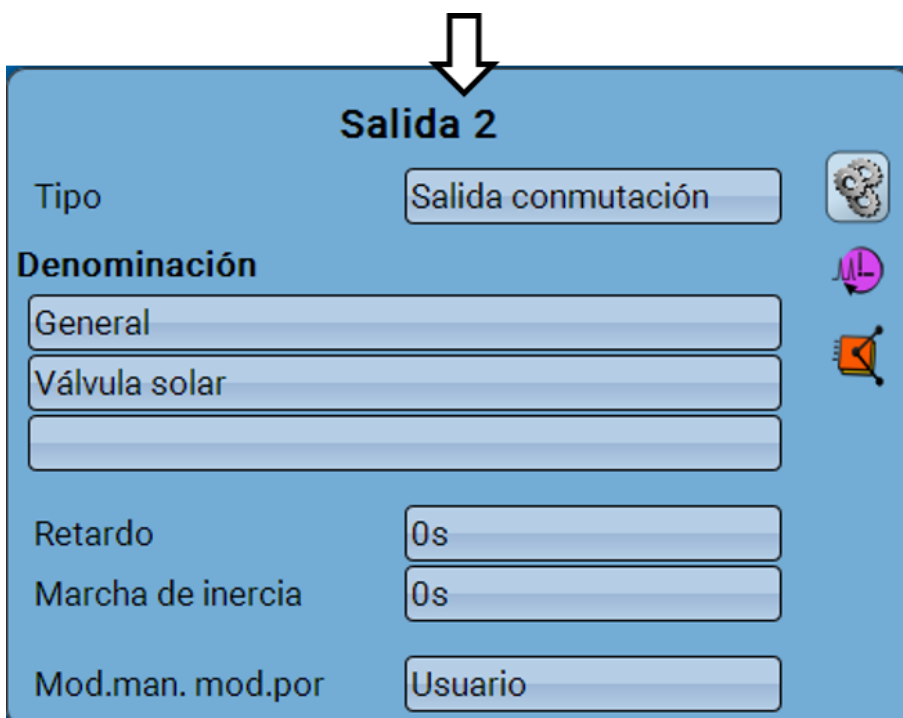 Salida 2
Tipo Salida conmutación
Denominación
General
Válvula solar
Retardo 0s
Marcha de inercia 0s
Mod.man. mod.por Usuario